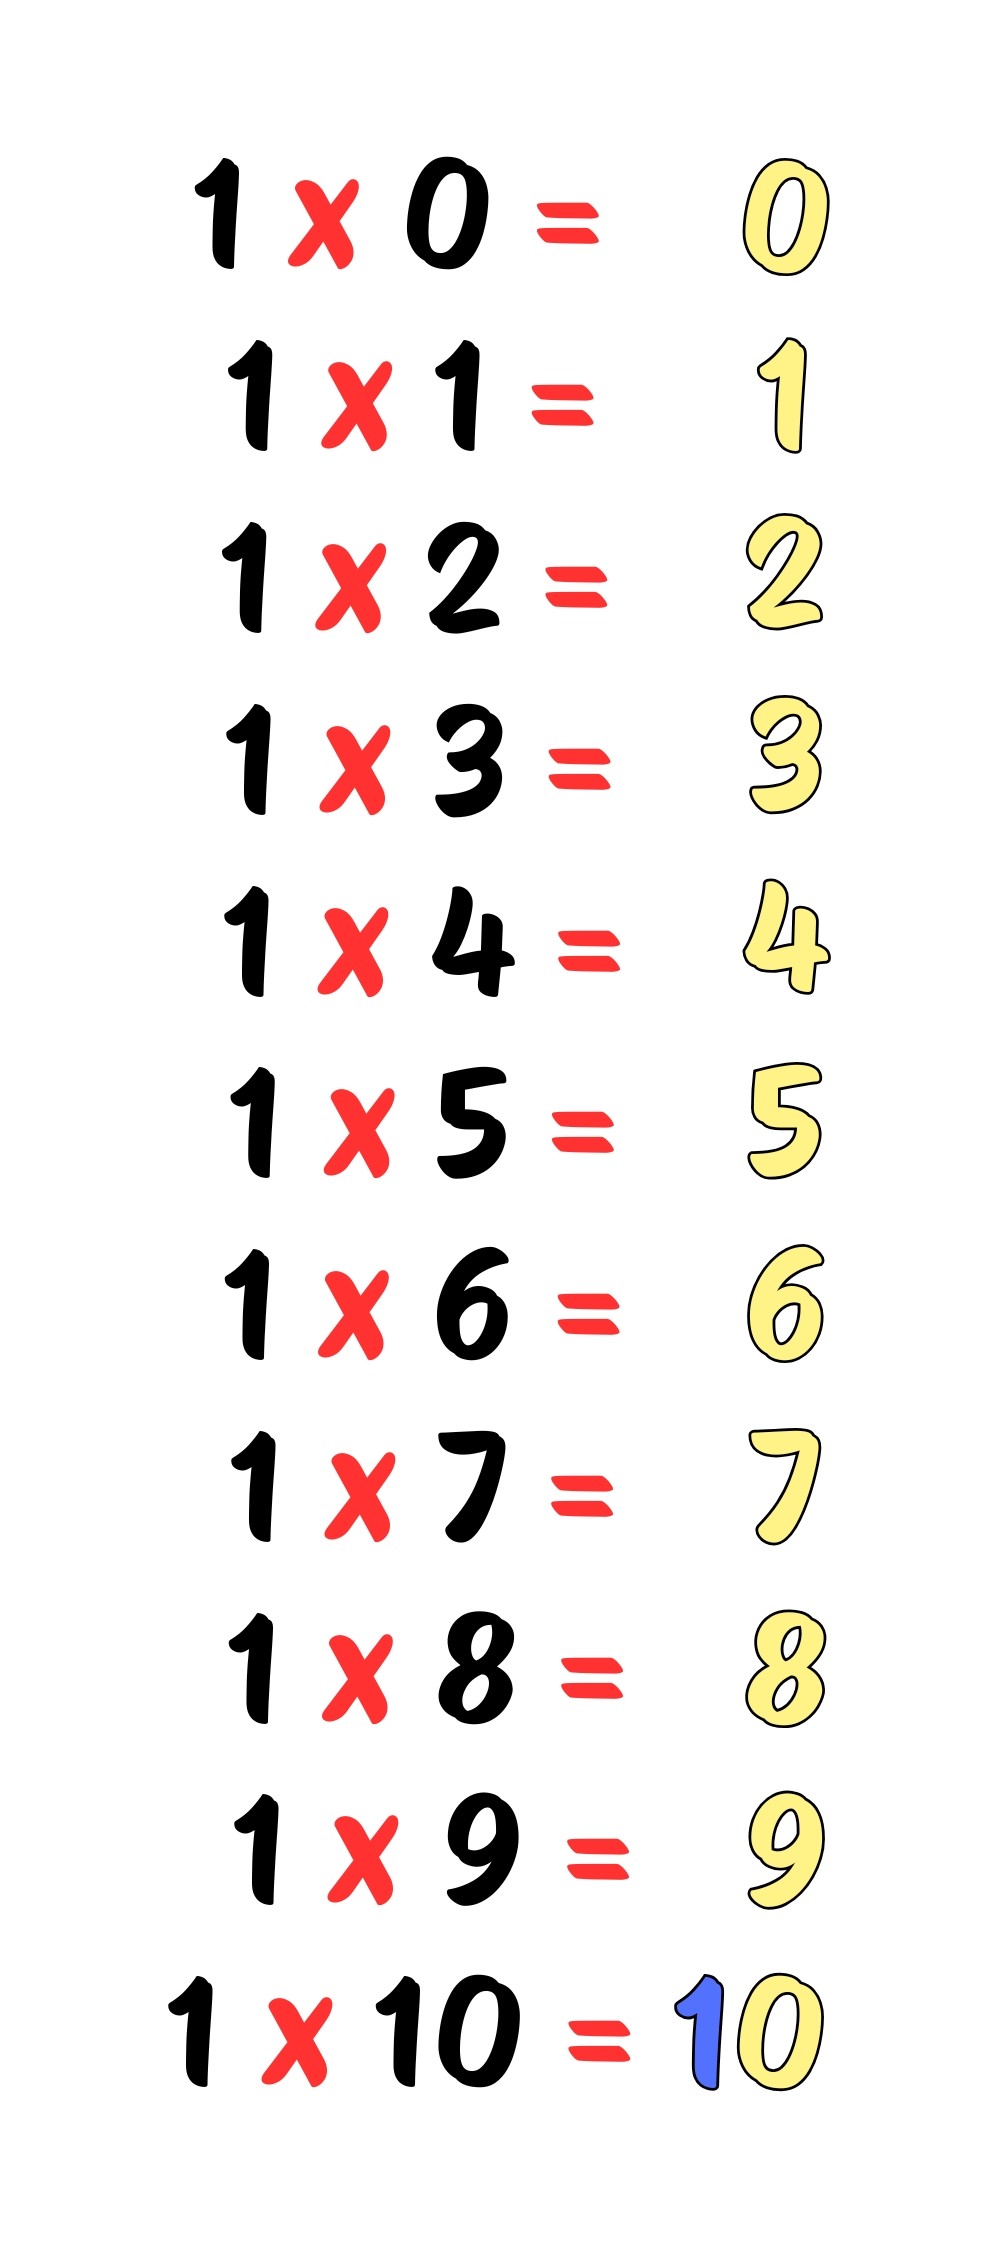 1 x 0 = 0
1 x 1 = 1
1 x 2 = 2
1 x 3 = 3
1 x 4 = 4
1 x 5 = 5
1 x 6 = 6
1 x 7 = 7
1 x 8 = 8
1 x 9 = 9
1 x 10 = 10